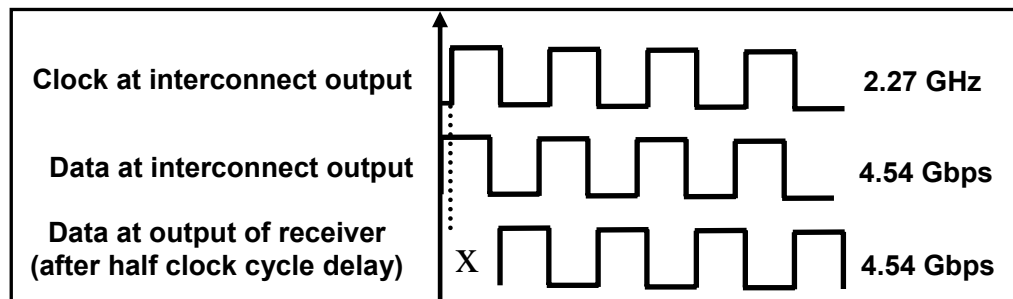 Clock at interconnect output
2.27 GHz
Data at interconnect output
4.54 Gbps
Data at output of receiver
(after half clock cycle delay)
X
4.54 Gbps